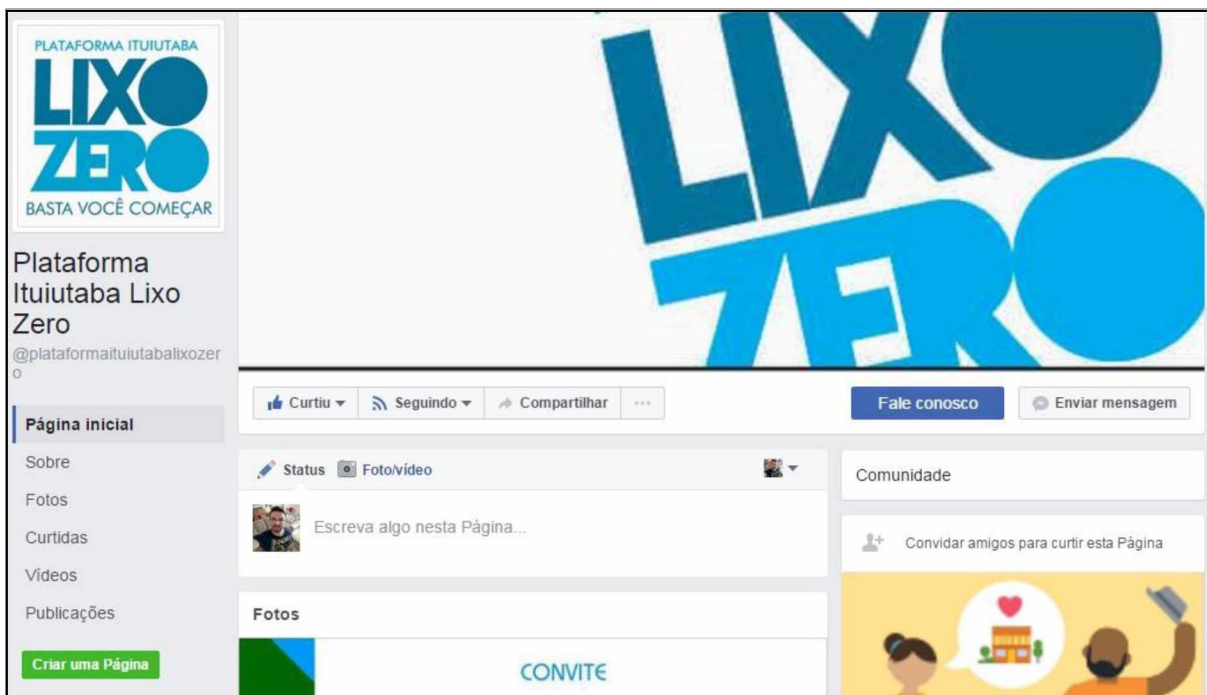 PLATAFORMA ITUIUTABA
LIXO
ZERO
BASTA VOCÊ COMEÇAR
Plataforma
Ituiutaba Lixo
Zero
@plataformaituiutabalixozer
o
Página inicial
Sobre
Fotos
Curtidas
Vídeos
Publicações
Criar uma Página
LIXO
ZERO
Curtiu
Seguindo
Compartilhar
...
Fale conosco
Enviar mensagem
Status
Foto/vídeo
Escreva algo nesta Página...
Fotos
CONVITE
Comunidade
Convidar amigos para curtir esta Página